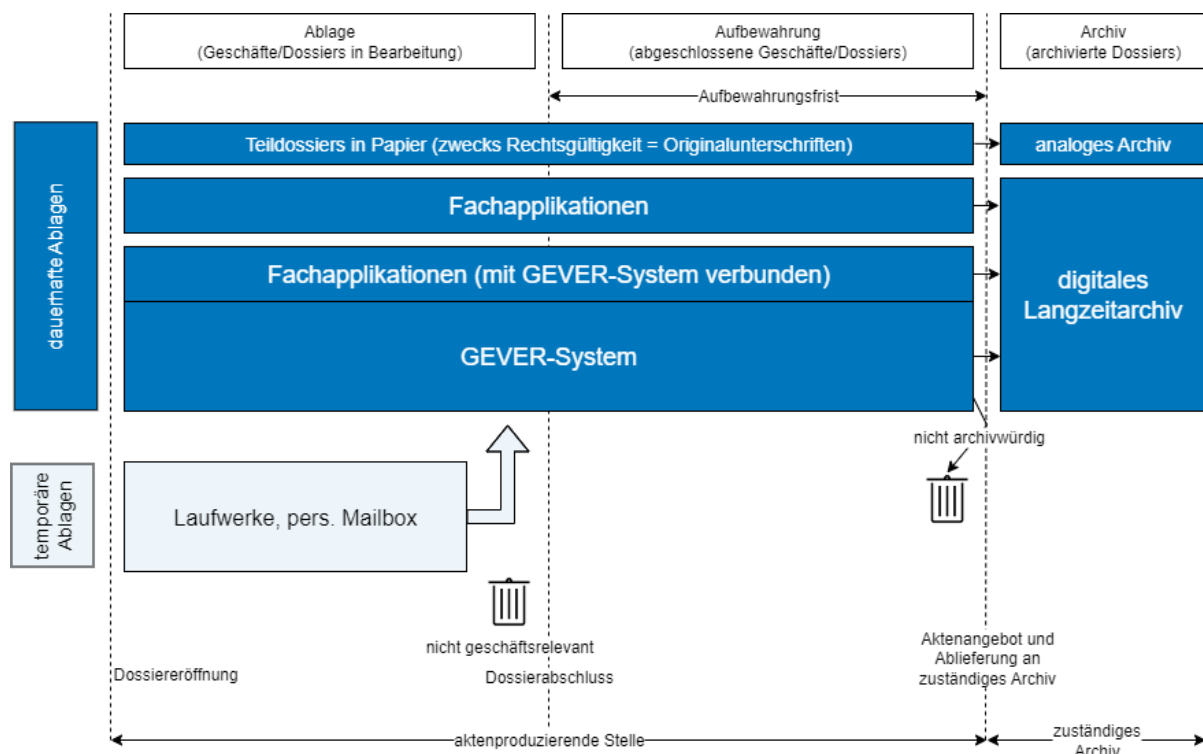 Ablage
(Geschäfte/Dossiers in Bearbeitung)
Aufbewahrung
(abgeschlossene Geschäfte/Dossiers)
Archiv
(archivierte Dossiers)
Aufbewahrungsfrist
dauerhafte Ablagen
Teildossiers in Papier (zwecks Rechtsgültigkeit = Originalunterschriften)
analoges Archiv
Fachapplikationen
Fachapplikationen (mit GEVER-System verbunden)
GEVER-System
digitales
Langzeitarchiv
nicht archivwürdig
temporäre
Ablagen
Laufwerke, pers. Mailbox
nicht geschäftsrelevant
Dossiereröffnung
Dossierabschluss
Aktenangebot und
Ablieferung an
zuständiges Archiv
aktenproduzierende Stelle
zuständiges
Archiv